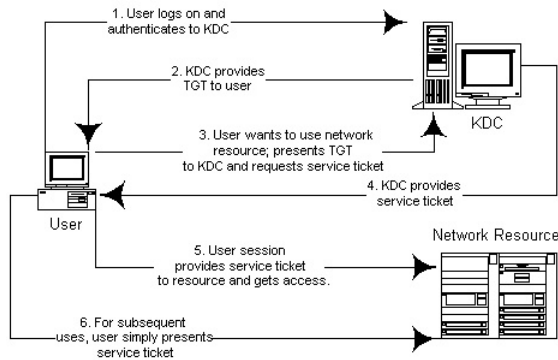 1. User logs on and
authenticates to KDC
2. KDC provides
TGT to user
KDC
3. User wants to use network
resource; presents TGT
to KDC and requests service ticket
4. KDC provides
service ticket
User
Network Resource
5. User session
provides service ticket
to resource and gets access.
6. For subsequent
uses, user simply presents
service ticket